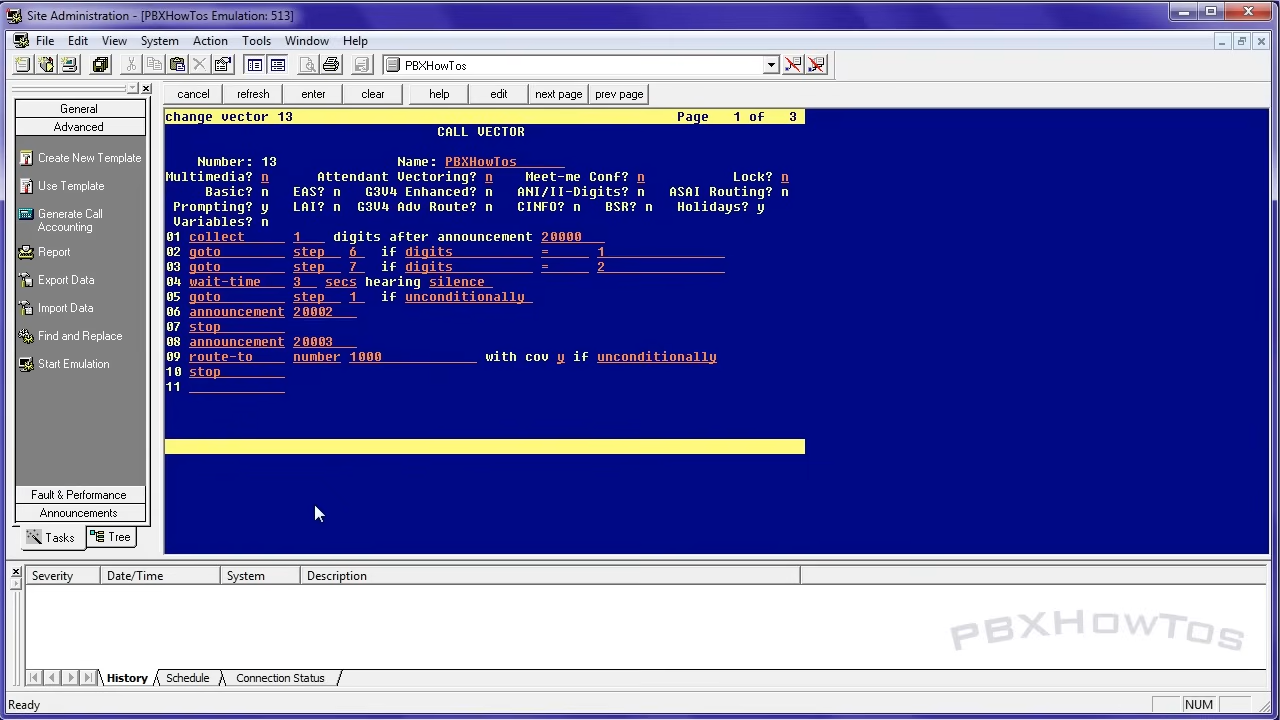 Site Administration - [PBXHowTos Emulation: 513]
File Edit View System Action Tools Window Help
PBXHowTos
cancel refresh enter clear help edit next page prev page
General
Advanced
Create New Template
Use Template
Generate Call
Accounting
Report
Export Data
Import Data
Find and Replace
Start Emulation
Fault & Performance
Announcements
Tasks Tree
change vector 13 Page 1 of 3
CALL VECTOR
Number: 13 Name: PBXHowTos
Multimedia? n Attendant Vectoring? n Meet-me Conf? n Lock? n
Basic? n EAS? n G3V4 Enhanced? n ANI/II-Digits? n ASAI Routing? n
Prompting? y LAI? n G3V4 Adv Route? n CINFO? n BSR? n Holidays? y
Variables? n
01 collect 1 digits after announcement 20000
02 goto step 6 if digits = 1
03 goto step 7 if digits = 2
04 wait-time 3 secs hearing silence
05 goto step 1 if unconditionally
06 announcement 20002
07 stop
08 announcement 20003
09 route-to number 1000 with cov y if unconditionally
10 stop
11
Severity Date/Time System Description
PBXHowTos
History Schedule Connection Status
Ready NUM